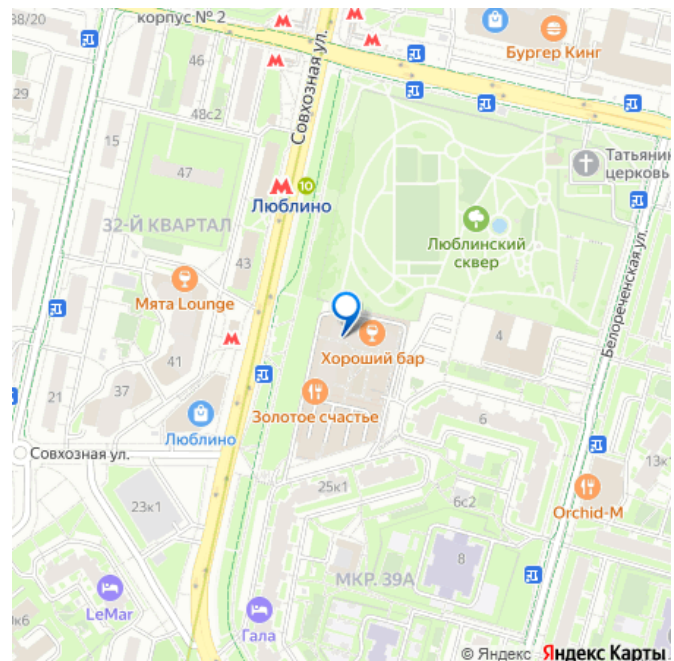 38/20
корпус № 2
29
46
Совхозная ул.
Бургер Кинг
48с2
15
47
10
Люблино
32-Й КВАРТАЛ
43
Татьянин
церковь
Люблинский
сквер
Белореченская ул.
Мята Lounge
41
37
21
Хороший бар
4
Золотое счастье
Люблино
6
Совхозная ул.
23к1
25к1
6с2
13к1
Orchid-M
8
МКР. 39А
LeMar
Гала
1к6
© Яндекс Яндекс Карты